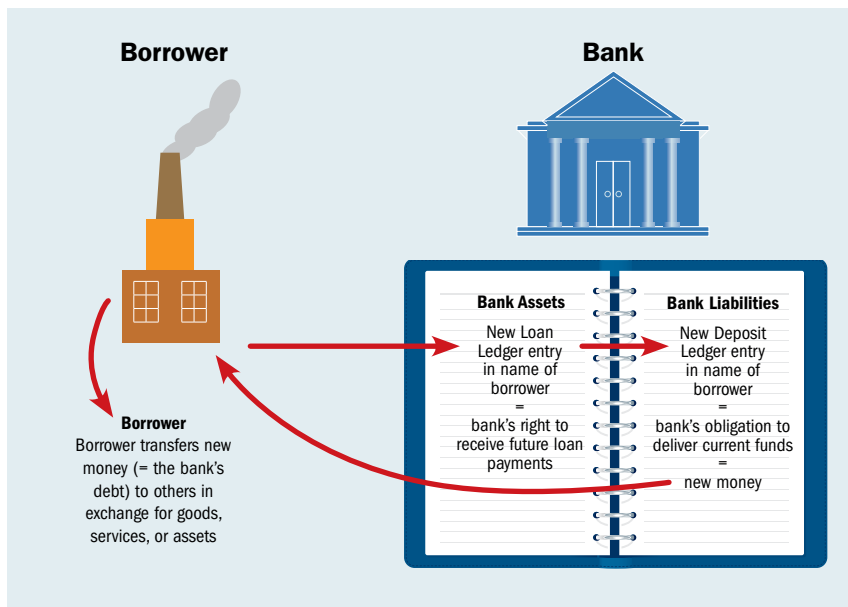 Borrower
Bank
Bank Assets
New Loan
Ledger entry
in name of
borrower
=
bank's right to
receive future loan
payments
Bank Liabilities
New Deposit
Ledger entry
in name of
borrower
=
bank's obligation to
deliver current funds
=
new money
Borrower
Borrower transfers new
money (= the bank's
debt) to others in
exchange for goods,
services, or assets